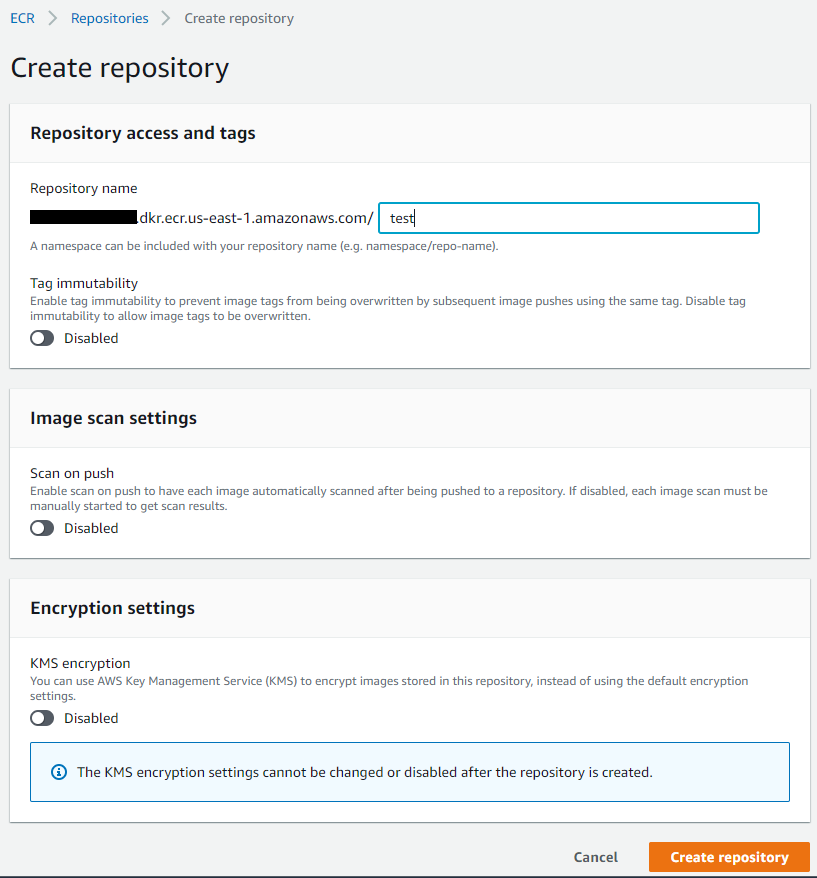 ECR > Repositories > Create repository
Create repository
Repository access and tags
Repository name
.dkr.ecr.us-east-1.amazonaws.com/ test
A namespace can be included with your repository name (e.g. namespace/repo-name).
Tag immutability
Enable tag immutability to prevent image tags from being overwritten by subsequent image pushes using the same tag. Disable tag
immutability to allow image tags to be overwritten.
Disabled
Image scan settings
Scan on push
Enable scan on push to have each image automatically scanned after being pushed to a repository. If disabled, each image scan must be
manually started to get scan results.
Disabled
Encryption settings
KMS encryption
You can use AWS Key Management Service (KMS) to encrypt images stored in this repository, instead of using the default encryption
settings.
Disabled
The KMS encryption settings cannot be changed or disabled after the repository is created.
Cancel Create repository